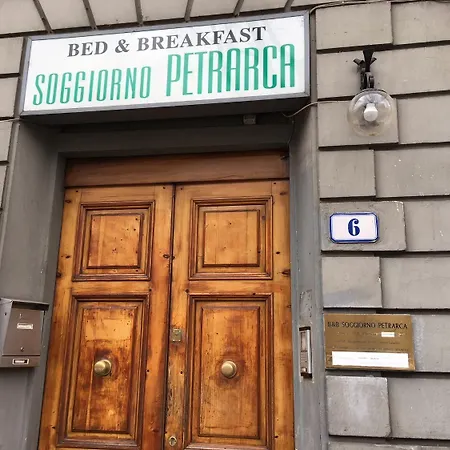 BED & BREAKFAST
SOGGIORNO PETRARCA
6
B&B SOGGIORNO PETRARCA